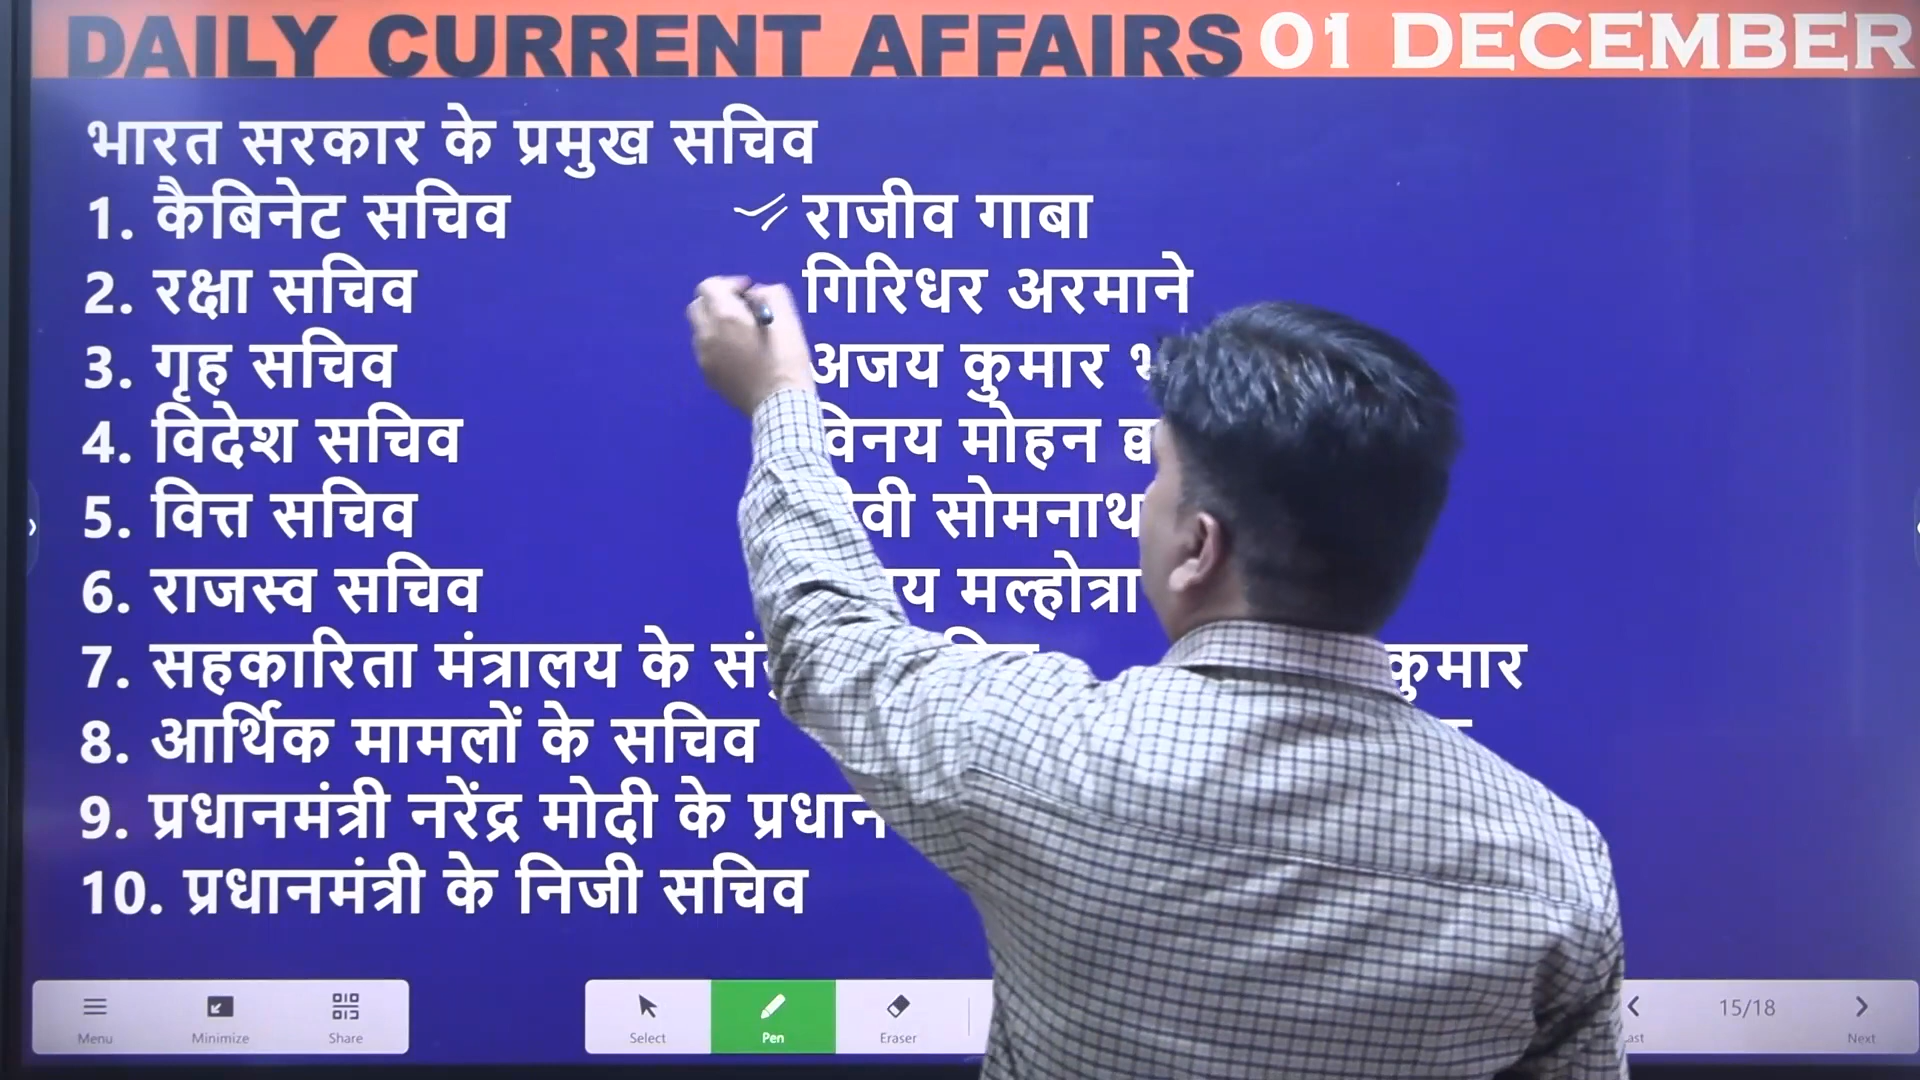 DAILY CURRENT AFFAIRS 01 DECEMBER
भारत सरकार के प्रमुख सचिव
1. कैबिनेट सचिव राजीव गाबा
2. रक्षा सचिव गिरिधर अरमाने
3. गृह सचिव अजय कुमार
4. विदेश सचिव विनय मोहन
5. वित्त सचिव सोमनाथ
6. राजस्व सचिव मल्होत्रा
7. सहकारिता मंत्रालय के कुमार
8. आर्थिक मामलों के सचिव
9. प्रधानमंत्री नरेंद्र मोदी के प्रधान
10. प्रधानमंत्री के निजी सचिव
Menu Minimize Share Select Pen Eraser 15/18 Next